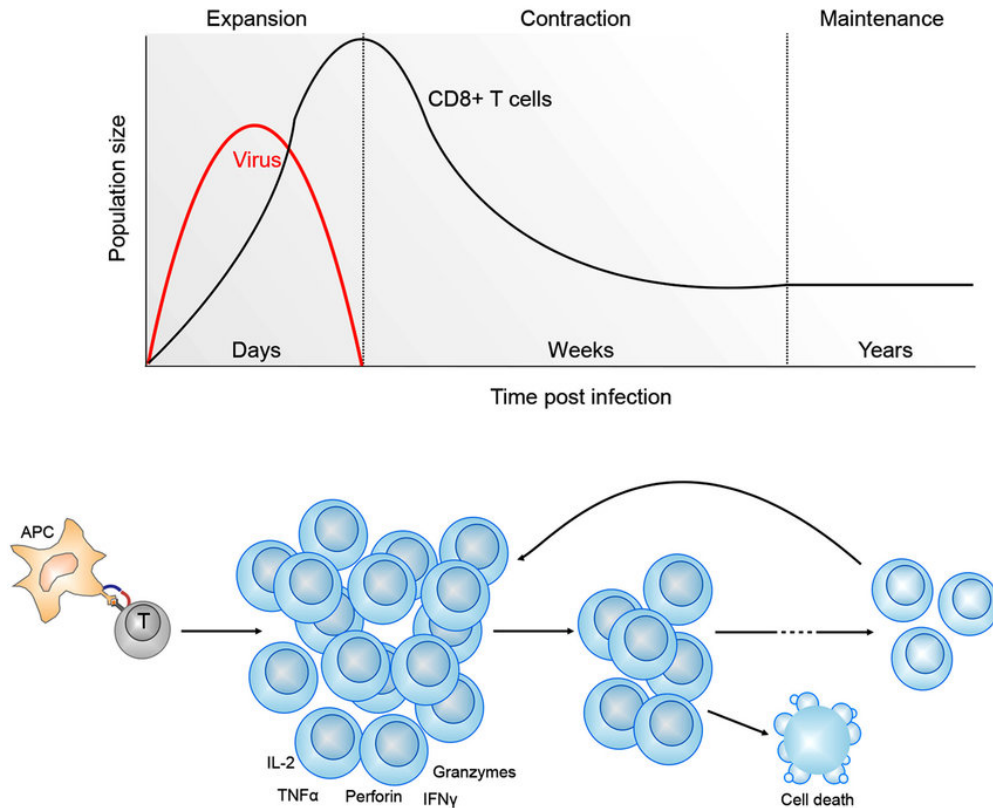 Expansion
Contraction
Maintenance
Population size
CD8+ T cells
Virus
Days
Weeks
Years
Time post infection
APC
T
IL-2
Granzymes
TNFα
Perforin
IFNγ
Cell death